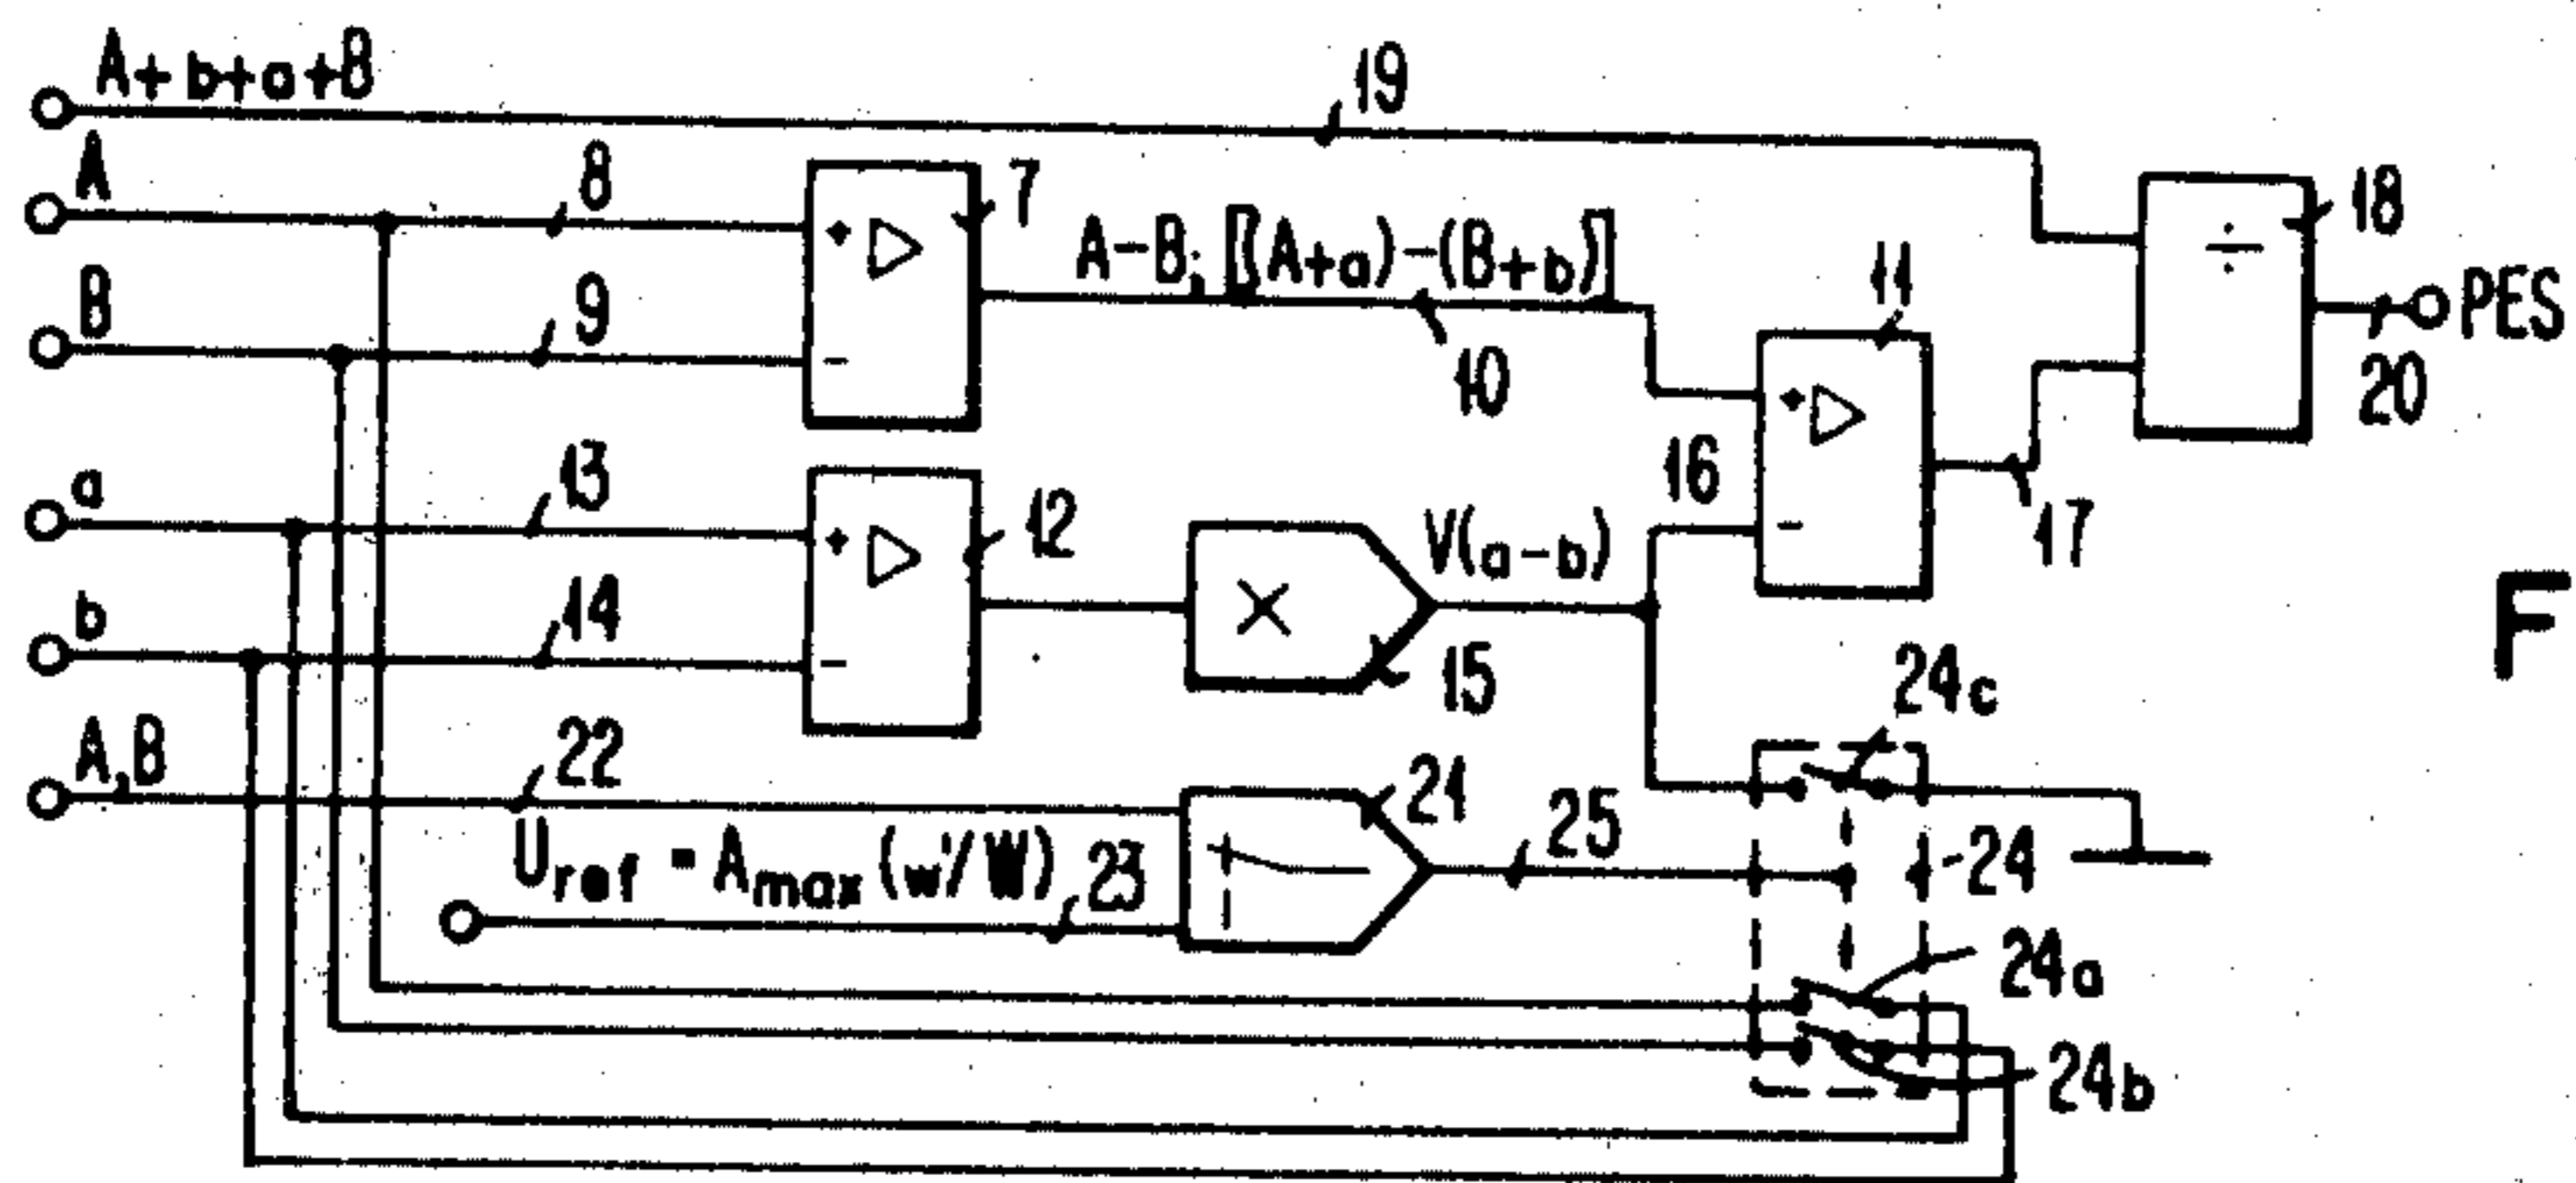 A+b+a+B
19
A
8
7
18
A-B; [(A+a)-(B+b)]
11
B
9
PES
10
20
16
a
13
12
17
V(a-b)
b
14
15
F
24c
A,B
22
21
25
24
Uref = Amax (w'/W)
23
24a
24b